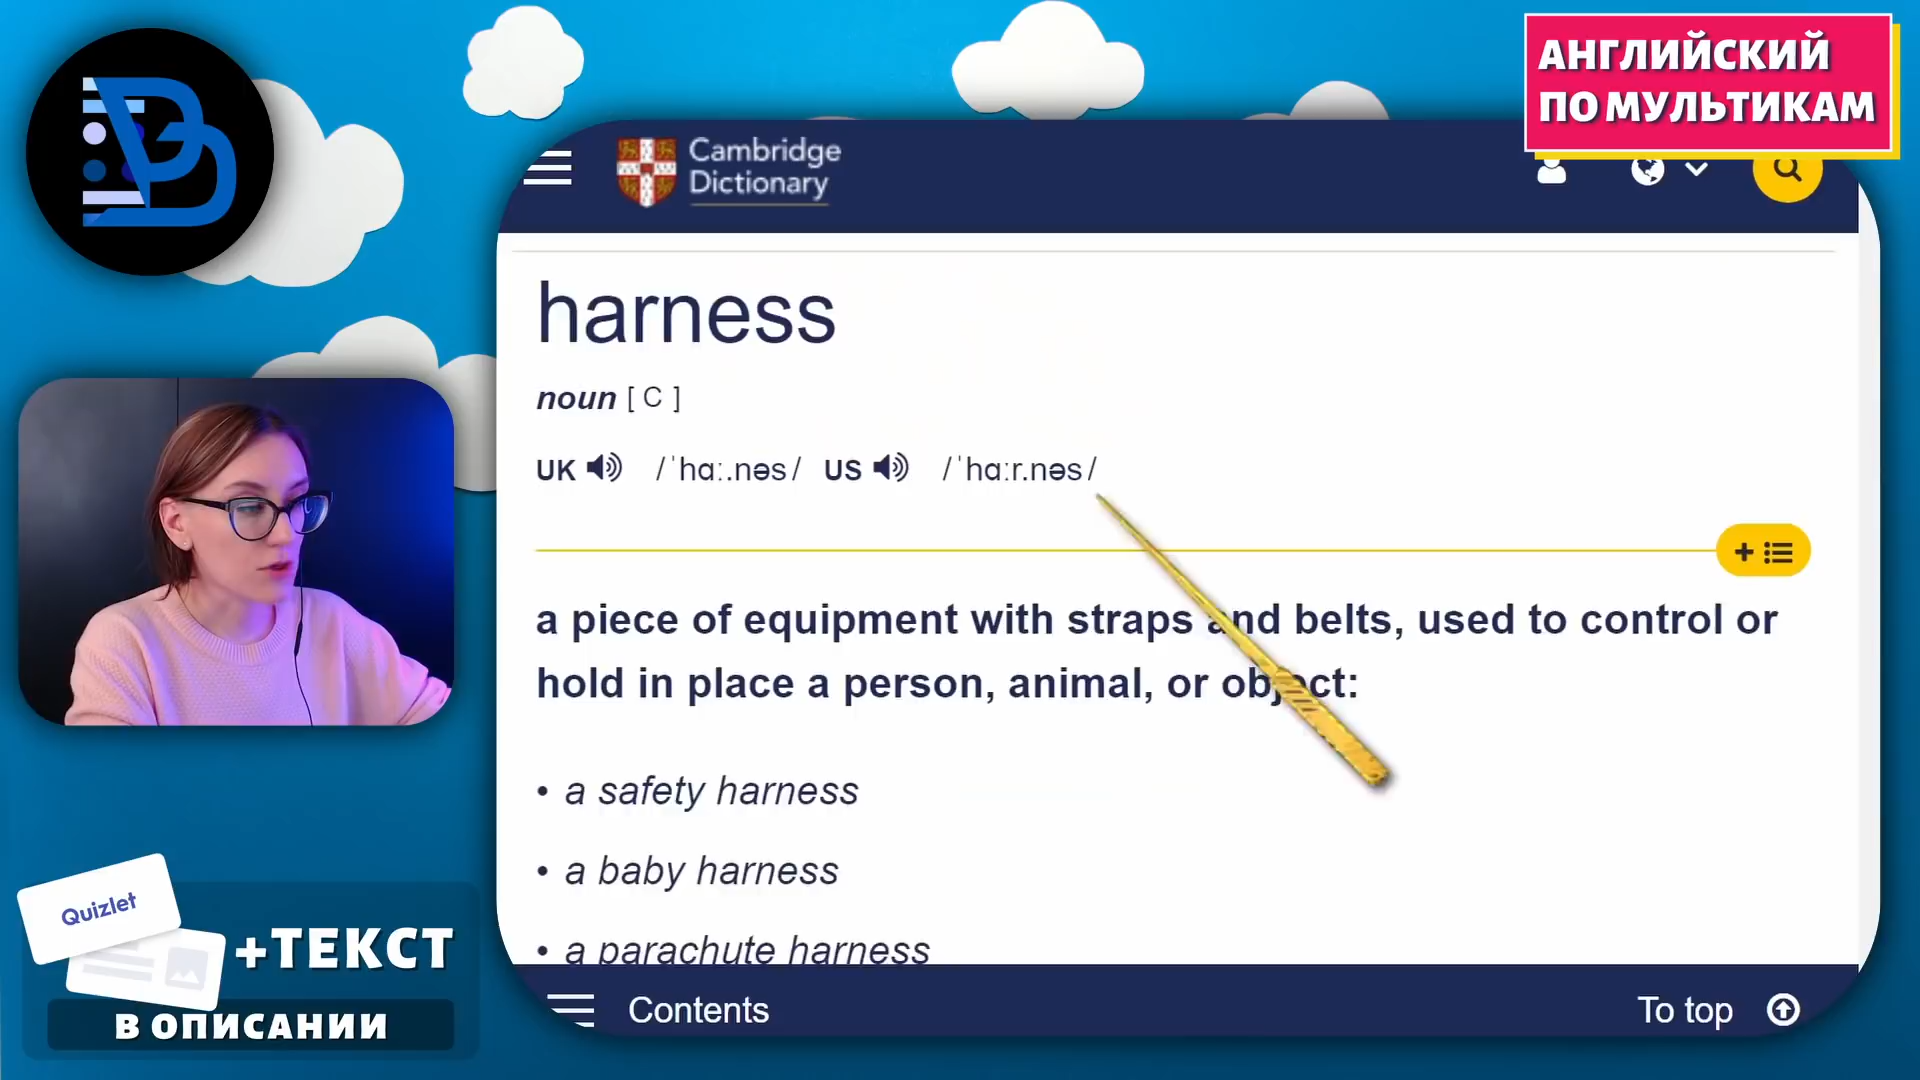 АНГЛИЙСКИЙ
ПО МУЛЬТИКАМ
Cambridge
Dictionary
harness
noun [ C ]
UK /ˈhɑː.nəs/ US /ˈhɑːr.nəs/
a piece of equipment with straps and belts, used to control or
hold in place a person, animal, or object:
• a safety harness
• a baby harness
• a parachute harness
Contents
To top
Quizlet
+ТЕКСТ
В ОПИСАНИИ